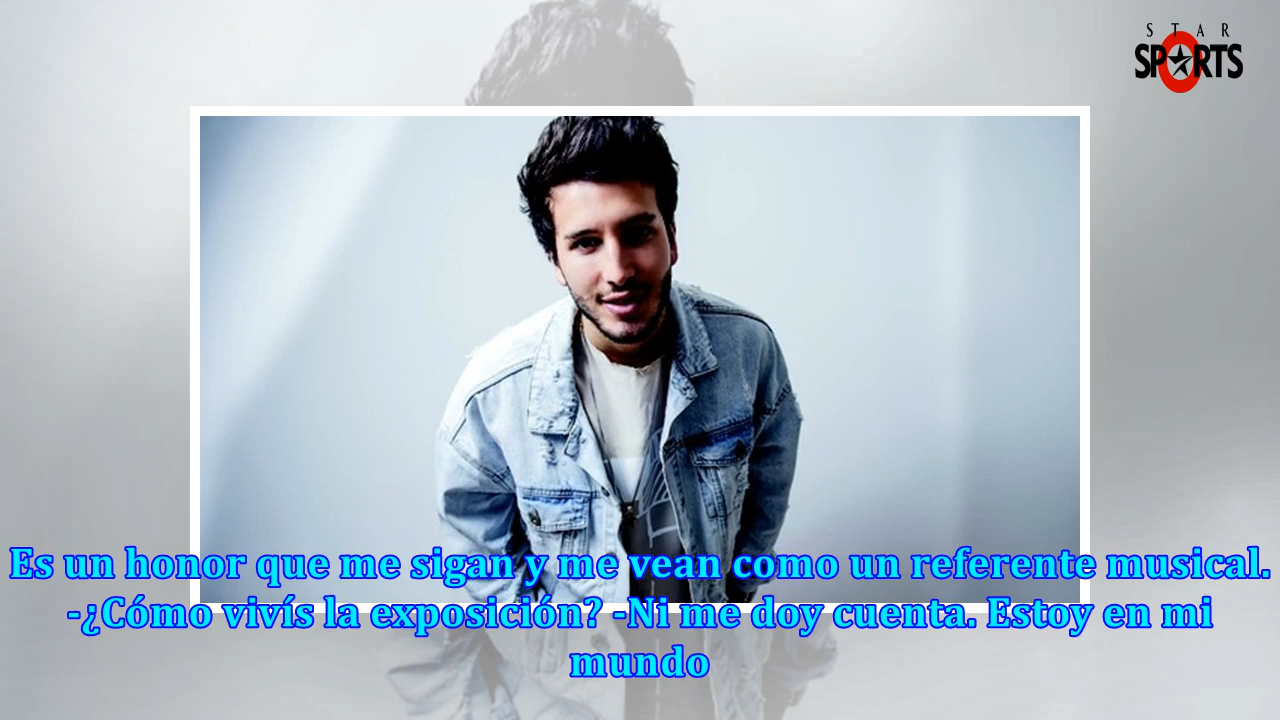 STAR
SPORTS
Es un honor que me sigan y me vean como un referente musical.
-¿Cómo vivís la exposición? -Ni me doy cuenta. Estoy en mi
mundo